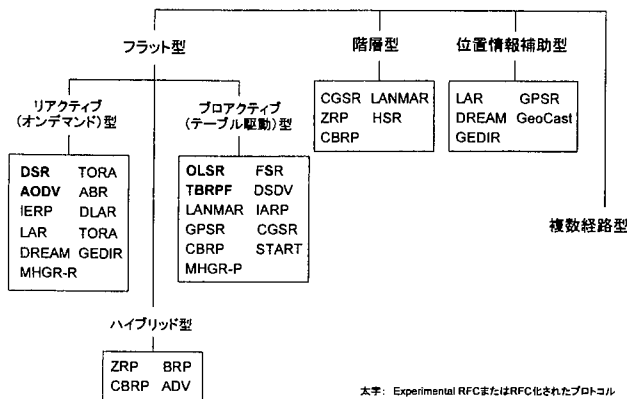 フラット型
階層型
位置情報補助型
リアクティブ
(オンデマンド)型
プロアクティブ
(テーブル駆動)型
CGSR LANMAR
ZRP HSR
CBRP
LAR GPSR
DREAM GeoCast
GEDIR
DSR TORA
AODV ABR
IERP DLAR
LAR TORA
DREAM GEDIR
MHGR-R
OLSR FSR
TBRPF DSDV
LANMAR IARP
GPSR CGSR
CBRP START
MHGR-P
複数経路型
ハイブリッド型
ZRP BRP
CBRP ADV
太字: Experimental RFCまたはRFC化されたプロトコル